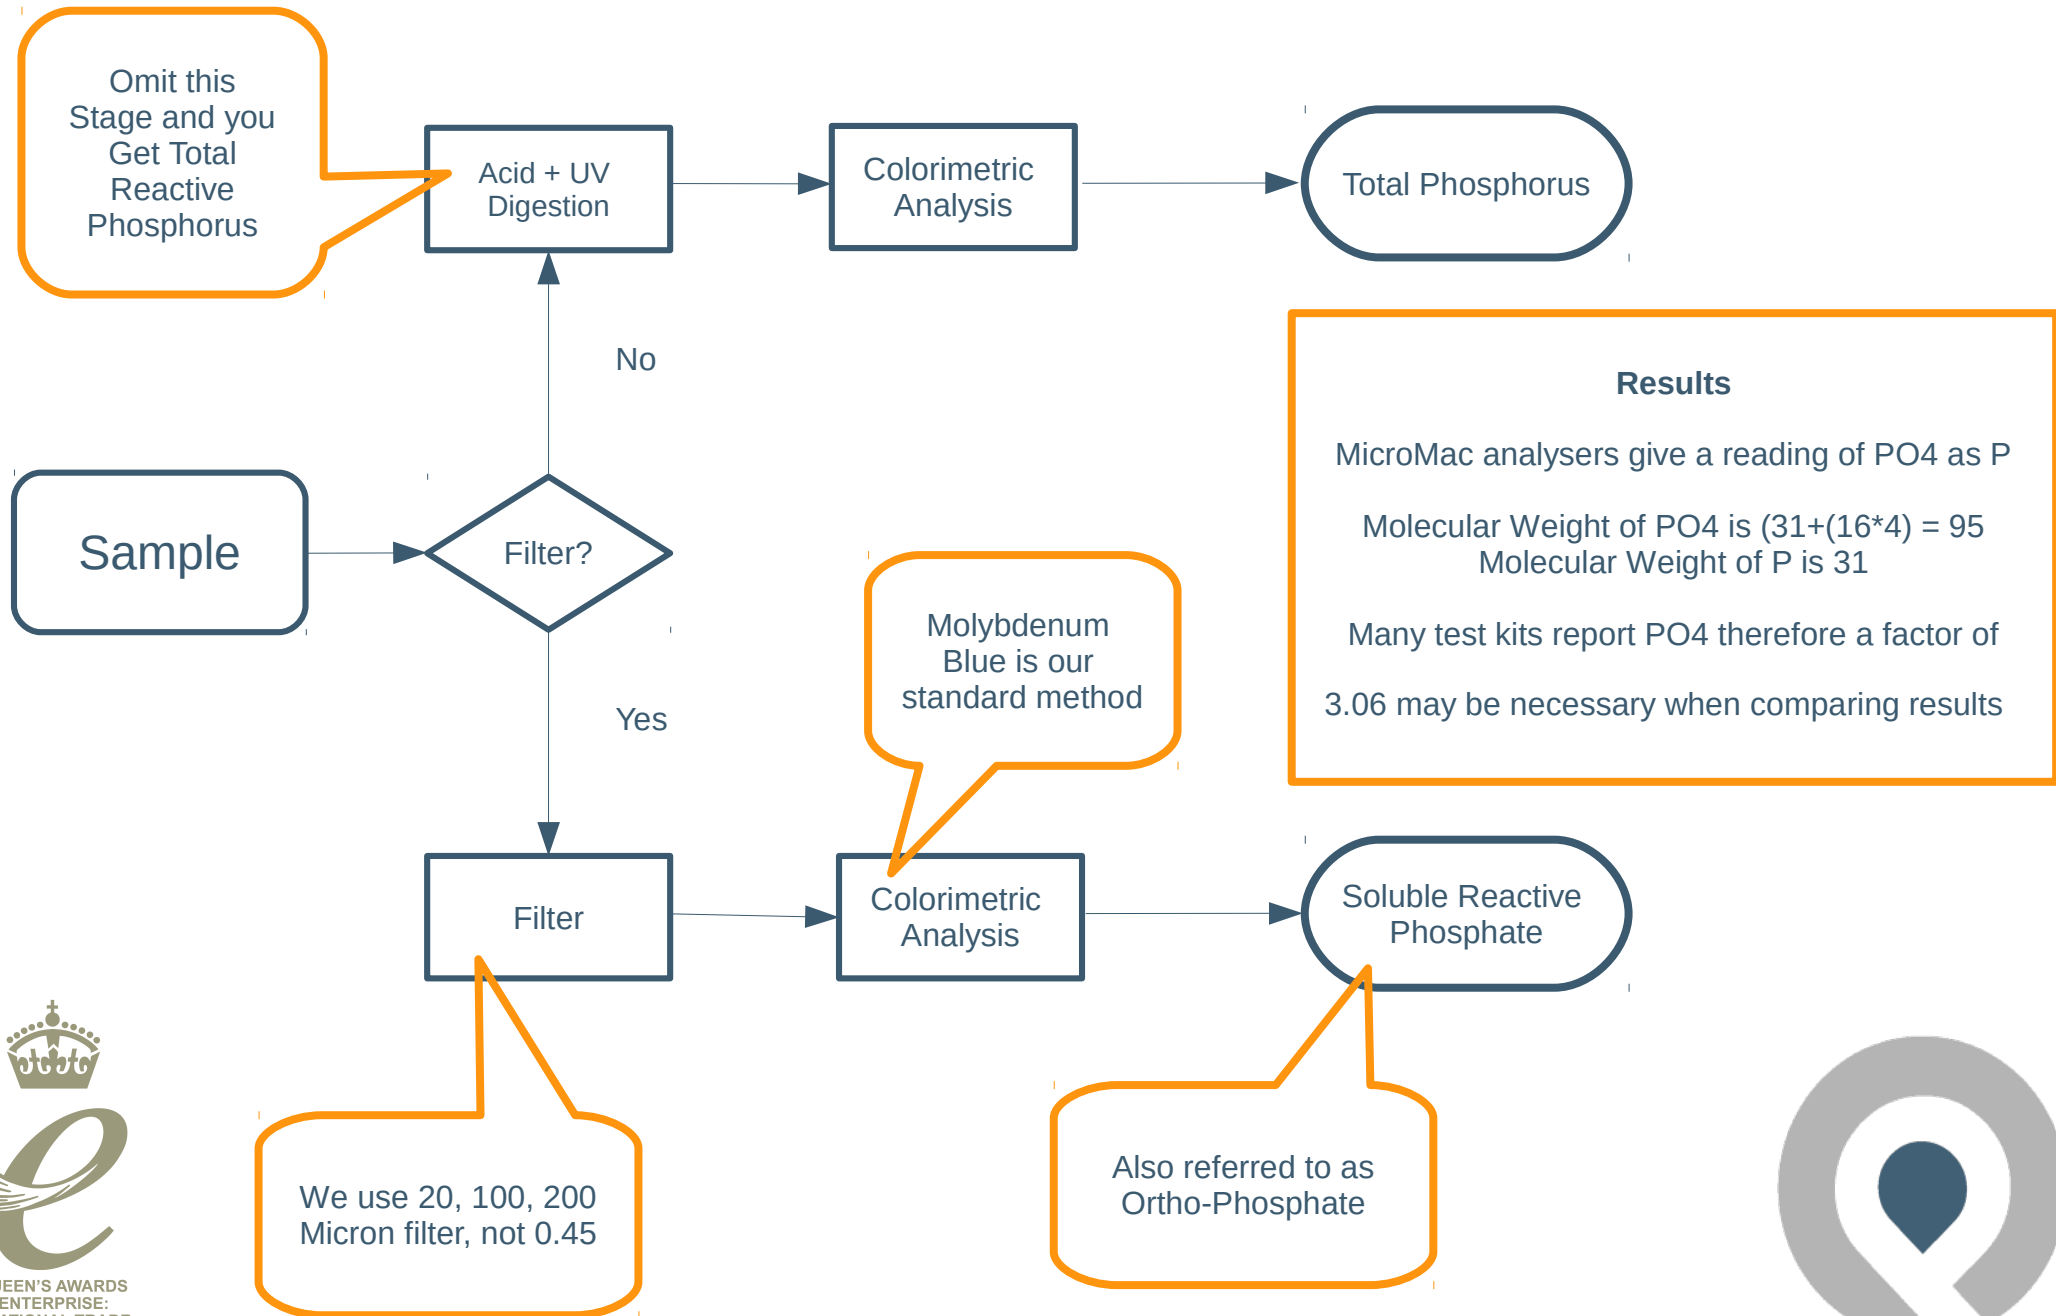 Omit this
Stage and you
Get Total
Reactive
Phosphorus
Acid + UV
Digestion
Colorimetric
Analysis
Total Phosphorus
No
Results
MicroMac analysers give a reading of PO4 as P
Molecular Weight of PO4 is (31+(16*4) = 95
Molecular Weight of P is 31
Many test kits report PO4 therefore a factor of
3.06 may be necessary when comparing results
Sample
Filter?
Molybdenum
Blue is our
standard method
Yes
Filter
Colorimetric
Analysis
Soluble Reactive
Phosphate
We use 20, 100, 200
Micron filter, not 0.45
Also referred to as
Ortho-Phosphate
AWARDS
ENTERPRISE: